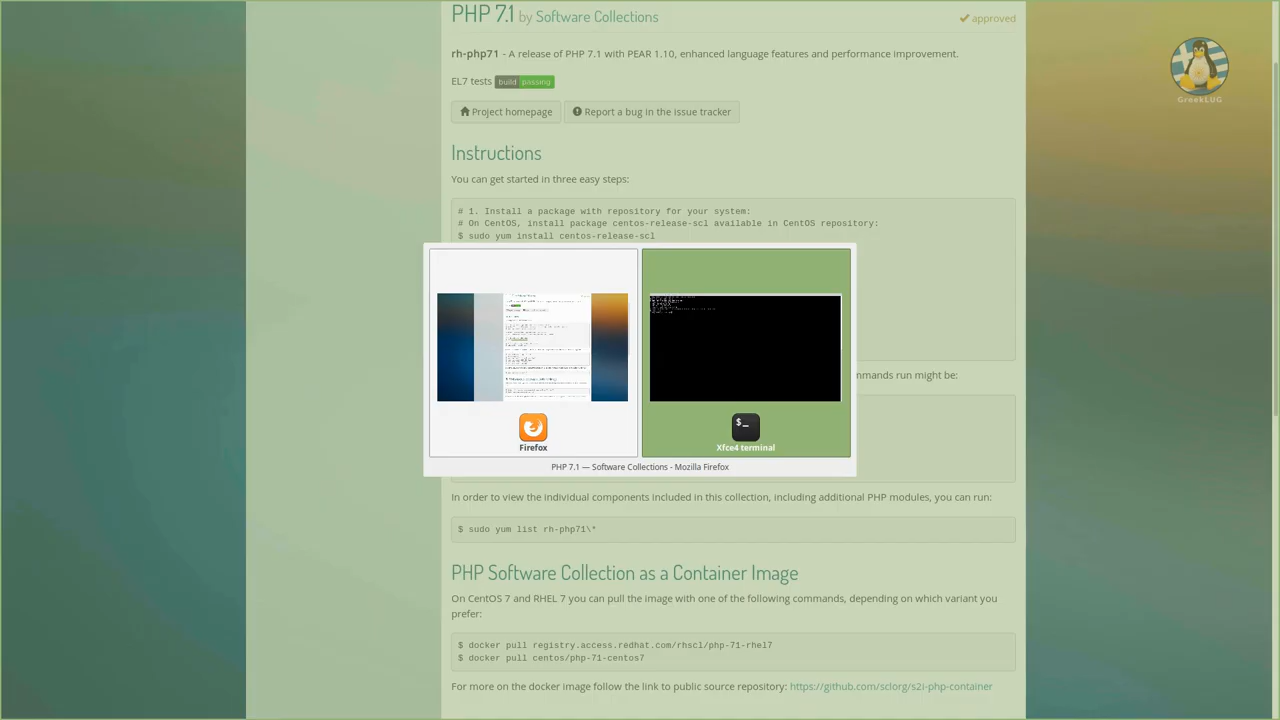 PHP 7.1 by Software Collections
approved
rh-php71 - A release of PHP 7.1 with PEAR 1.10, enhanced language features and performance improvement.
EL7 tests build passing
Project homepage
Report a bug in the issue tracker
GreekLUG
Instructions
You can get started in three easy steps:
# 1. Install a package with repository for your system:
# On CentOS, install package centos-release-scl available in CentOS repository:
$ sudo yum install centos-release-scl
Firefox
Xfce4 terminal
PHP 7.1 — Software Collections - Mozilla Firefox
mmands run might be:
In order to view the individual components included in this collection, including additional PHP modules, you can run:
$ sudo yum list rh-php71\*
PHP Software Collection as a Container Image
On CentOS 7 and RHEL 7 you can pull the image with one of the following commands, depending on which variant you
prefer:
$ docker pull registry.access.redhat.com/rhscl/php-71-rhel7
$ docker pull centos/php-71-centos7
For more on the docker image follow the link to public source repository: https://github.com/sclorg/s2i-php-container